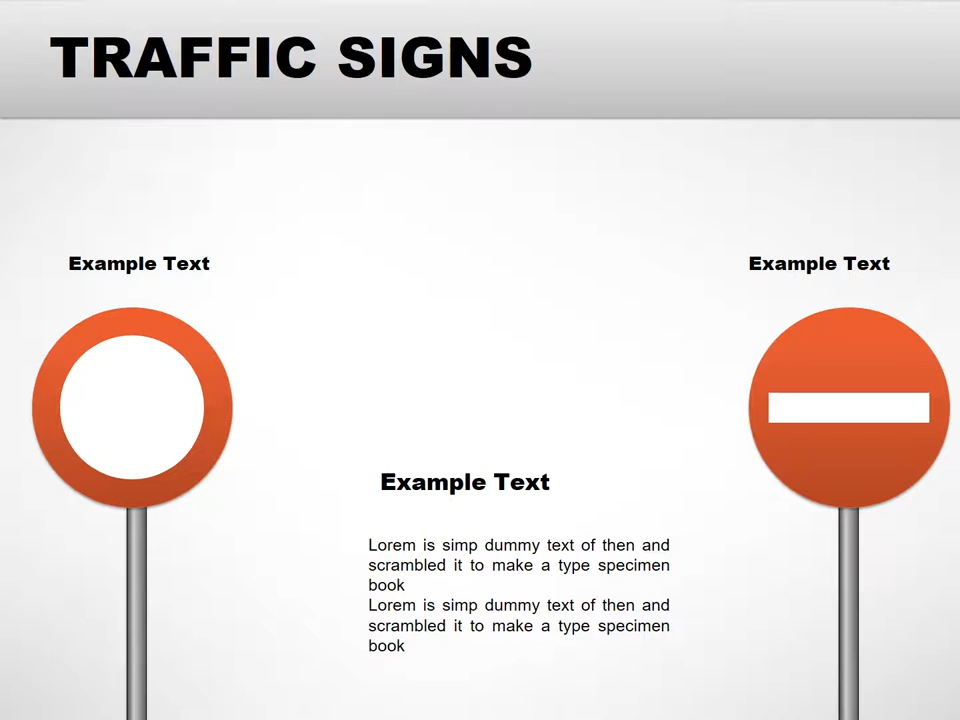 TRAFFIC SIGNS
Example Text
Example Text
Example Text
Lorem is simp dummy text of then and
scrambled it to make a type specimen
book
Lorem is simp dummy text of then and
scrambled it to make a type specimen
book